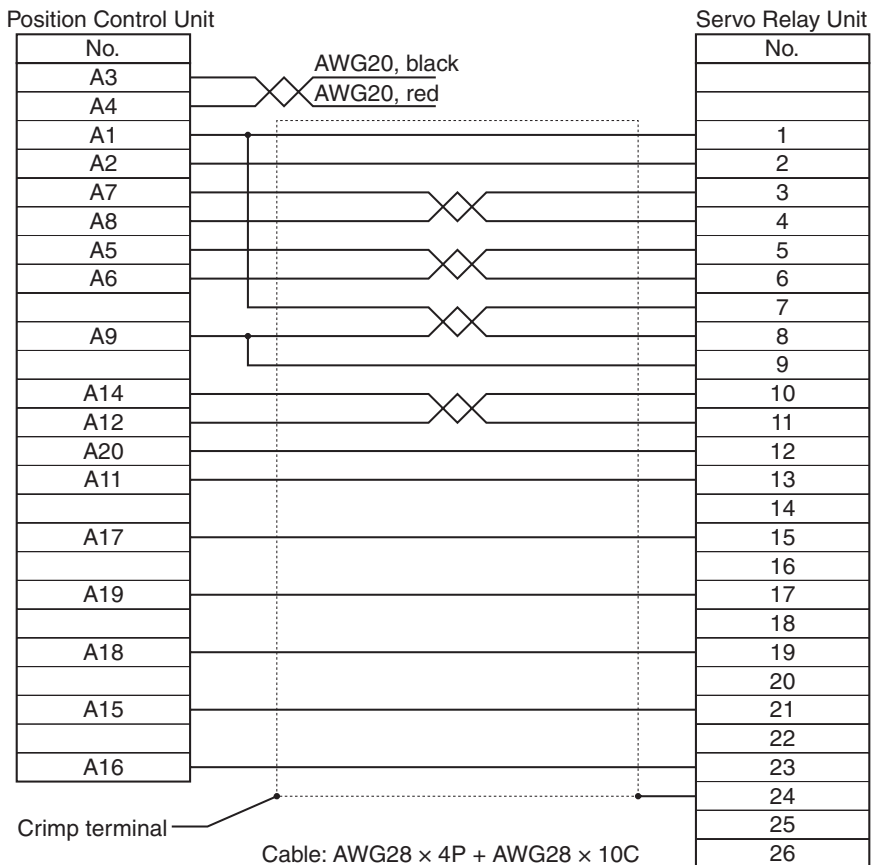 Position Control Unit Servo Relay Unit
No. No.
A3 AWG20, black
A4 AWG20, red
A1 1
A2 2
A7 3
A8 4
A5 5
A6 6
7
A9 8
9
A14 10
A12 11
A20 12
A11 13
14
A17 15
16
A19 17
18
A18 19
20
A15 21
22
A16 23
24
Crimp terminal 25
Cable: AWG28 × 4P + AWG28 × 10C 26